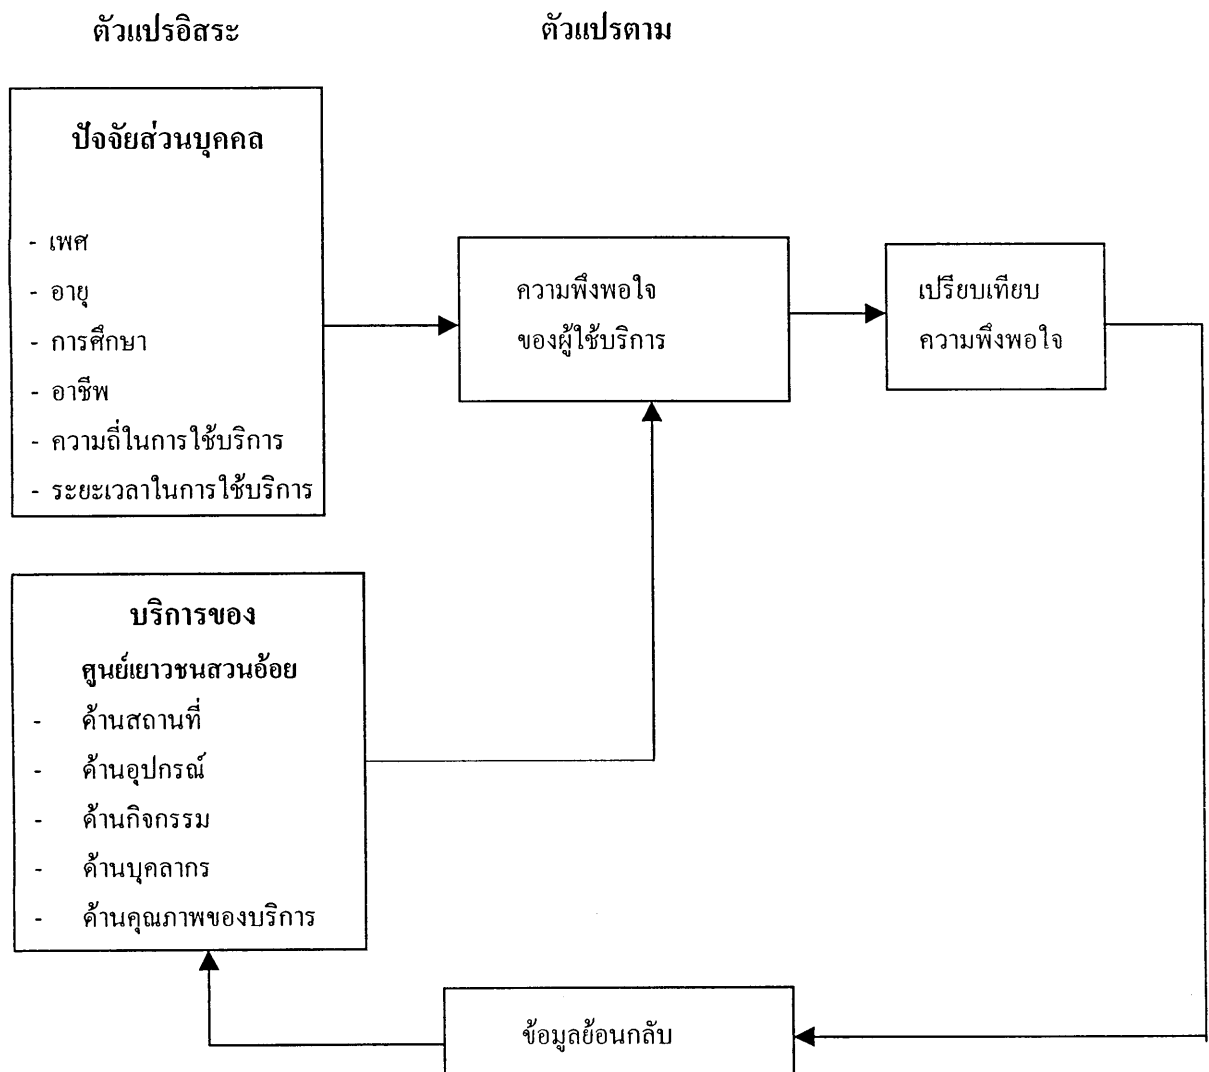 ตัวแปรอิสระ
ตัวแปรตาม
ปัจจัยส่วนบุคคล
- เพศ
- อายุ
- การศึกษา
- อาชีพ
- ความถี่ในการใช้บริการ
- ระยะเวลาในการใช้บริการ
ความพึงพอใจ
ของผู้ใช้บริการ
เปรียบเทียบ
ความพึงพอใจ
บริการของ
ศูนย์เยาวชนสวนอ้อย
- ด้านสถานที่
- ด้านอุปกรณ์
- ด้านกิจกรรม
- ด้านบุคลากร
- ด้านคุณภาพของบริการ
ข้อมูลย้อนกลับ